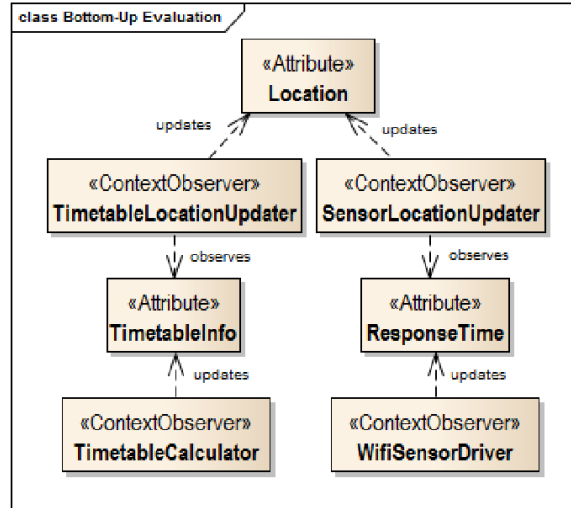 class Bottom-Up Evaluation
«Attribute»
Location
updates
updates
«ContextObserver»
TimetableLocationUpdater
«ContextObserver»
SensorLocationUpdater
observes
observes
«Attribute»
TimetableInfo
«Attribute»
ResponseTime
updates
updates
«ContextObserver»
TimetableCalculator
«ContextObserver»
WifiSensorDriver